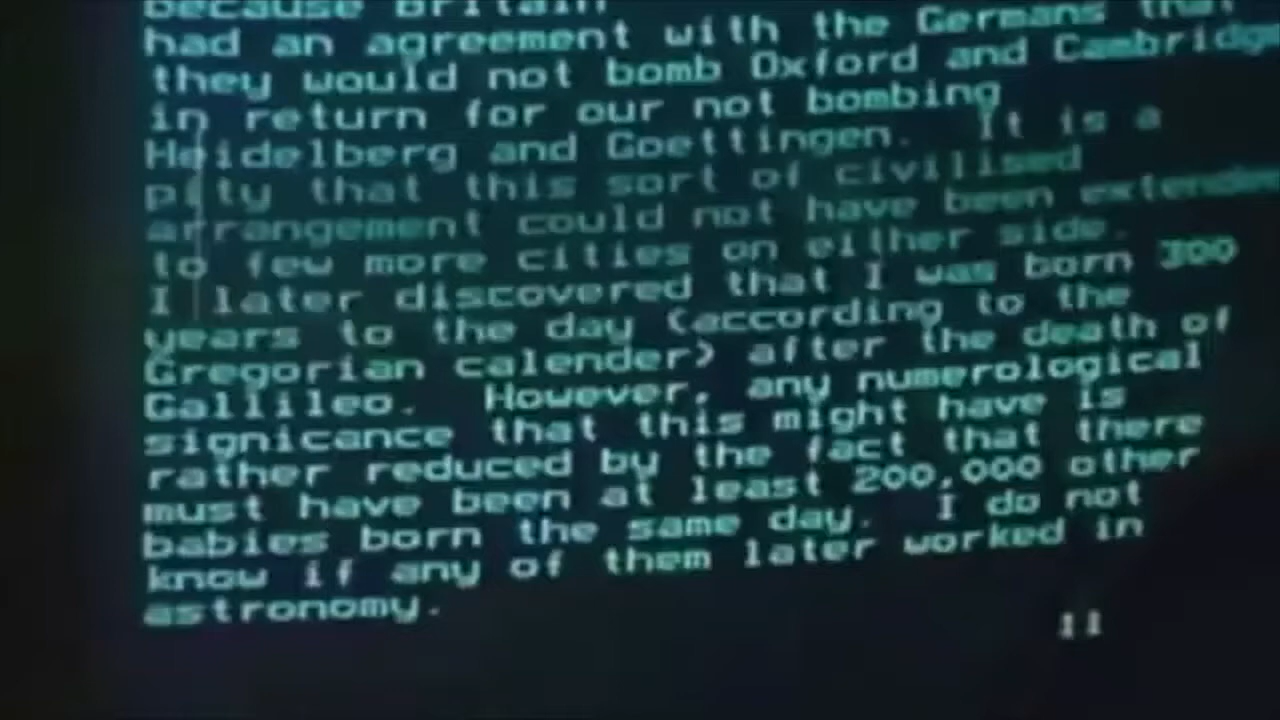 because Britain
had an agreement with the Germans that
they would not bomb Oxford and Cambridge
in return for our not bombing
Heidelberg and Goettingen. It is a
pity that this sort of civilised
arrangement could not have been extended
to few more cities on either side.
I later discovered that I was born 300
years to the day (according to the
Gregorian calender) after the death of
Gallileo. However, any numerological
signicance that this might have is
rather reduced by the fact that there
must have been at least 200,000 other
babies born the same day. I do not
know if any of them later worked in
astronomy.
11